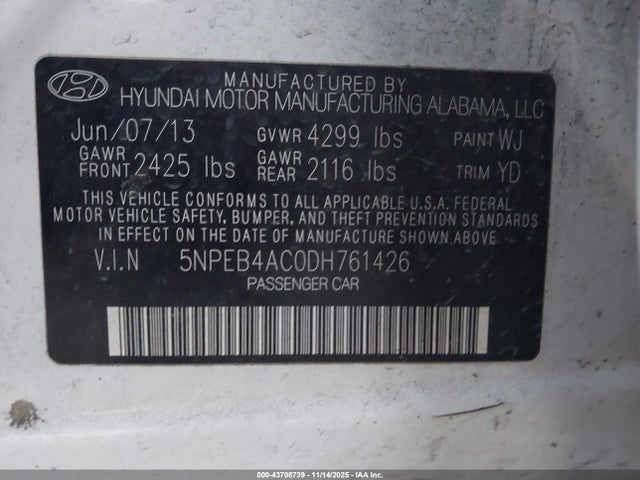 MANUFACTURED BY
HYUNDAI MOTOR MANUFACTURING ALABAMA, LLC
Jun/07/13 GVWR 4299 lbs PAINT WJ
GAWR FRONT 2425 lbs GAWR REAR 2116 lbs TRIM YD
THIS VEHICLE CONFORMS TO ALL APPLICABLE U.S.A. FEDERAL
MOTOR VEHICLE SAFETY, BUMPER, AND THEFT PREVENTION STANDARDS
IN EFFECT ON THE DATE OF MANUFACTURE SHOWN ABOVE.
V.I.N 5NPEB4AC0DH761426
PASSENGER CAR
000-43708739 - 11/14/2025 - IAA Inc.